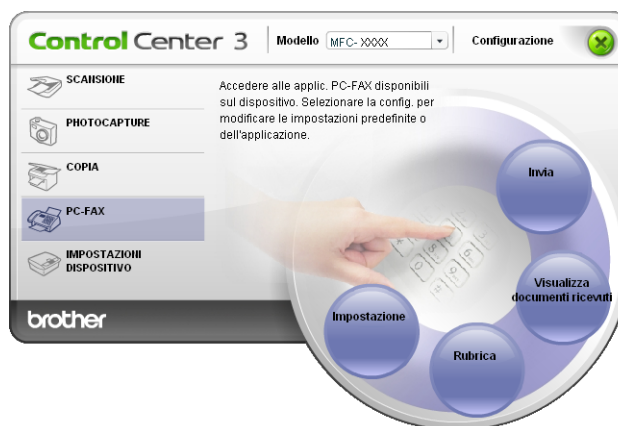 Control Center 3
Modello
MFC- XXXX
Configurazione
SCANSIONE
PHOTOCAPTURE
COPIA
PC-FAX
IMPOSTAZIONI
DISPOSITIVO
brother
Accedere alle applic. PC-FAX disponibili
sul dispositivo. Selezionare la config. per
modificare le impostazioni predefinite o
dell'applicazione.
Invia
Visualizza
documenti ricevuti
Rubrica
Impostazione